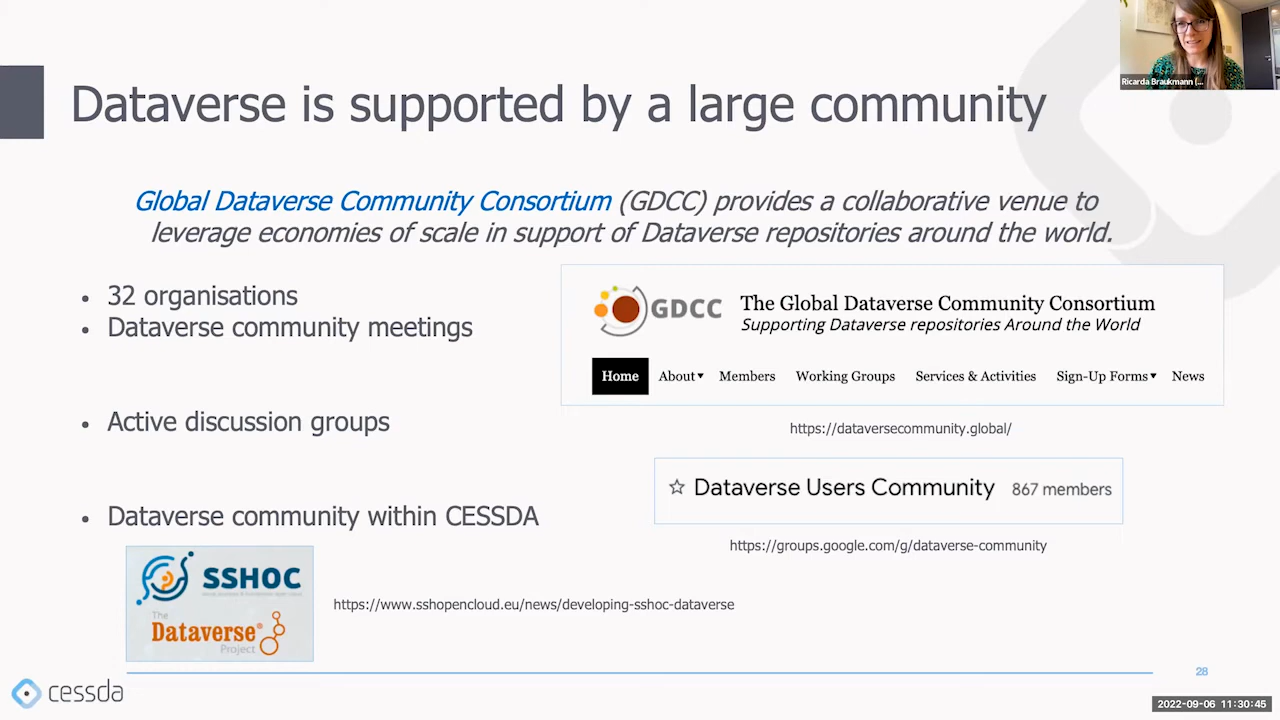 Ricarda Braukmann (...
Dataverse is supported by a large community
Global Dataverse Community Consortium (GDCC) provides a collaborative venue to
leverage economies of scale in support of Dataverse repositories around the world.
• 32 organisations
• Dataverse community meetings
• Active discussion groups
• Dataverse community within CESSDA
GDCC
The Global Dataverse Community Consortium
Supporting Dataverse repositories Around the World
Home About▾ Members Working Groups Services & Activities Sign-Up Forms▾ News
https://dataversecommunity.global/
☆ Dataverse Users Community 867 members
https://groups.google.com/g/dataverse-community
SSHOC
The
Dataverse®
Project
https://www.sshopencloud.eu/news/developing-sshoc-dataverse
28
cessda
2022-09-06 11:30:45